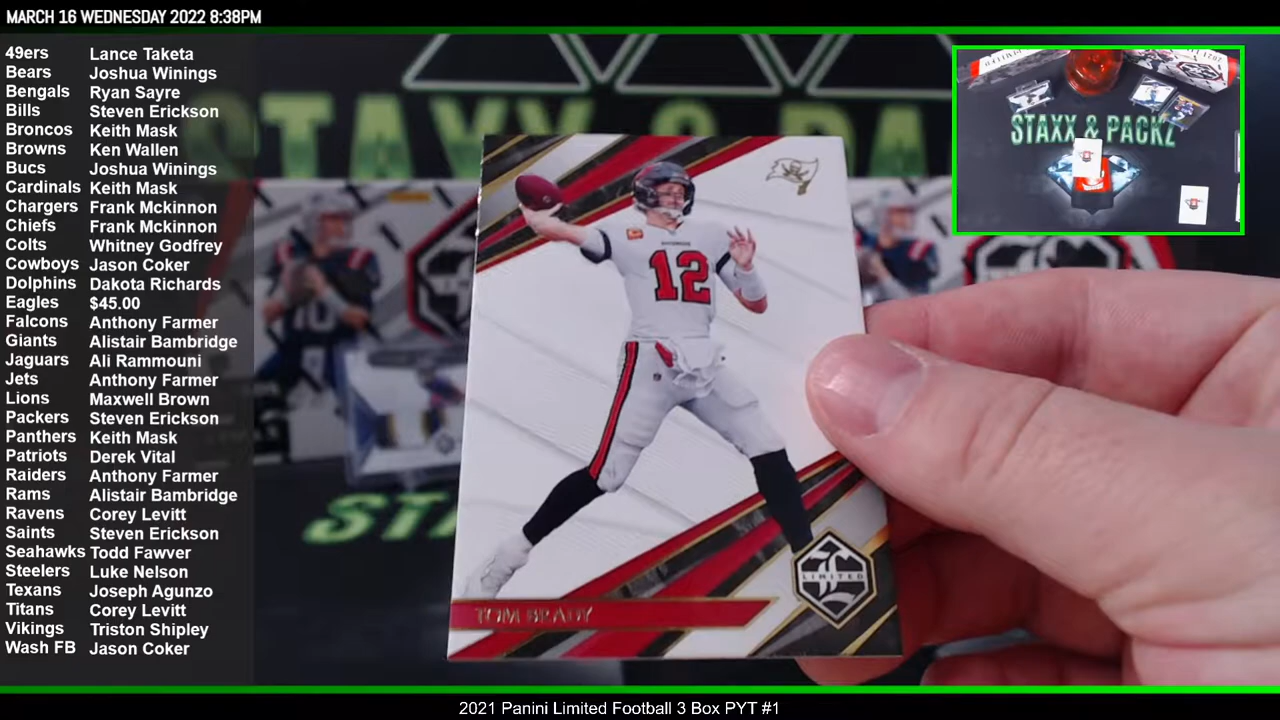 MARCH 16 WEDNESDAY 2022 8:38PM
49ers Lance Taketa
Bears Joshua Winings
Bengals Ryan Sayre
Bills Steven Erickson
Broncos Keith Mask
Browns Ken Wallen
Bucs Joshua Winings
Cardinals Keith Mask
Chargers Frank Mckinnon
Chiefs Frank Mckinnon
Colts Whitney Godfrey
Cowboys Jason Coker
Dolphins Dakota Richards
Eagles $45.00
Falcons Anthony Farmer
Giants Alistair Bambridge
Jaguars Ali Rammouni
Jets Anthony Farmer
Lions Maxwell Brown
Packers Steven Erickson
Panthers Keith Mask
Patriots Derek Vital
Raiders Anthony Farmer
Rams Alistair Bambridge
Ravens Corey Levitt
Saints Steven Erickson
Seahawks Todd Fawver
Steelers Luke Nelson
Texans Joseph Agunzo
Titans Corey Levitt
Vikings Triston Shipley
Wash FB Jason Coker
STAXX & PA
12
LIMITED
TOM BRADY
STAXX & PACKZ
2021 Panini Limited Football 3 Box PYT #1